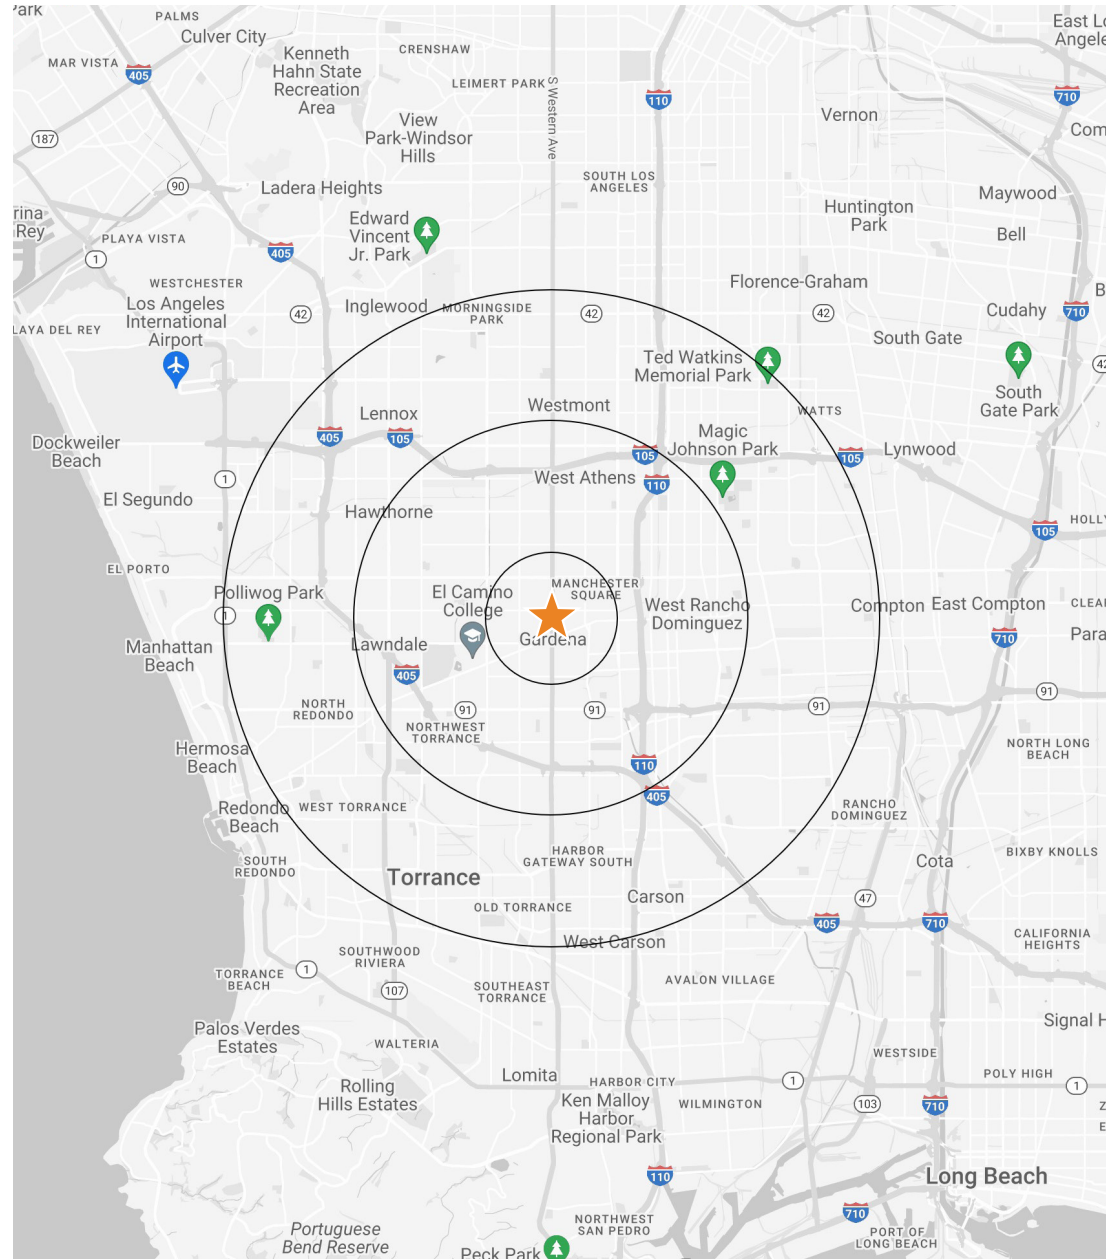 Park
PALMS
Culver City
CRENSHAW
East Lo
Angele
MAR VISTA
405
Kenneth
Hahn State
Recreation
Area
LEIMERT PARK
S Western Ave
110
710
187
View
Park-Windsor
Hills
Vernon
Com
90
Ladera Heights
SOUTH LOS
ANGELES
Maywood
rina
Rey
Edward
Vincent
Jr. Park
Huntington
Park
Bell
PLAYA VISTA
405
1
WESTCHESTER
Los Angeles
International
Airport
Florence-Graham
B
42
Inglewood
MORNINGSIDE
PARK
42
42
Cudahy
710
LAYA DEL REY
South Gate
Ted Watkins
Memorial Park
42
South
Gate Park
Westmont
WATTS
Lennox
405
105
Magic
Johnson Park
Dockweiler
Beach
105
105
Lynwood
1
West Athens
110
El Segundo
Hawthorne
HOLLY
105
EL PORTO
Polliwog Park
El Camino
College
MANCHESTER
SQUARE
West Rancho
Dominguez
Compton
East Compton
CLEAR
1
Gardena
710
Para
Manhattan
Beach
Lawndale
405
91
NORTH
REDONDO
91
91
91
NORTHWEST
TORRANCE
Hermosa
Beach
110
NORTH LONG
BEACH
405
Redondo
Beach
WEST TORRANCE
RANCHO
DOMINGUEZ
SOUTH
REDONDO
HARBOR
GATEWAY SOUTH
Cota
BIXBY KNOLLS
Torrance
Carson
47
OLD TORRANCE
405
710
West Carson
CALIFORNIA
HEIGHTS
SOUTHWOOD
RIVIERA
TORRANCE
BEACH
1
107
SOUTHEAST
TORRANCE
AVALON VILLAGE
Palos Verdes
Estates
Signal H
WALTERIA
WESTSIDE
Lomita
HARBOR CITY
1
POLY HIGH
1
Rolling
Hills Estates
Ken Malloy
Harbor
Regional Park
WILMINGTON
103
710
Z
E
110
Long Beach
Portuguese
Bend Reserve
NORTHWEST
SAN PEDRO
710
PORT OF
LONG BEACH
Peck Park